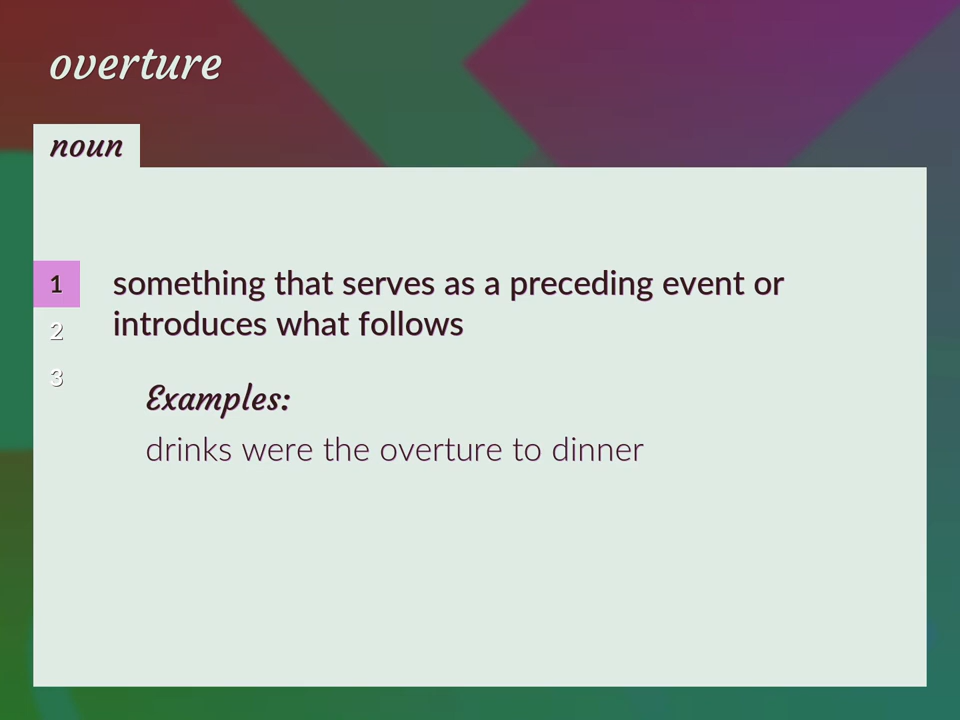 overture
noun
1
something that serves as a preceding event or
introduces what follows
2
3
Examples:
drinks were the overture to dinner